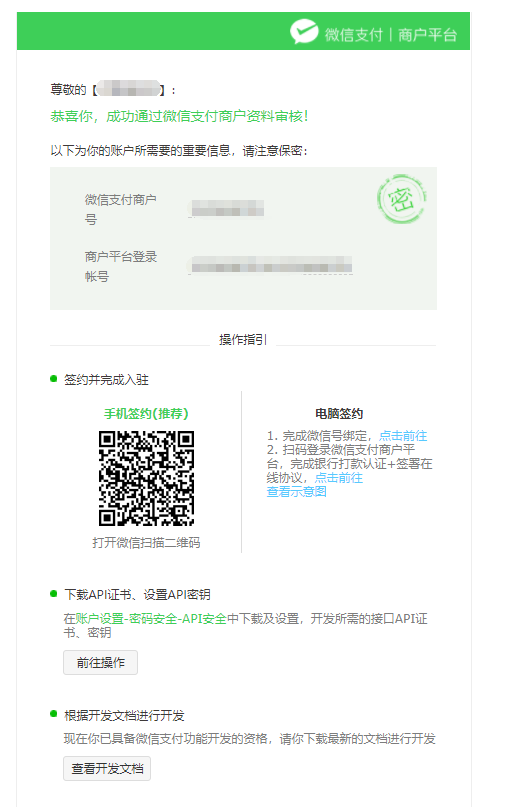 微信支付｜商户平台
尊敬的【
】：
恭喜你，成功通过微信支付商户资料审核！
以下为你的账户所需要的重要信息，请注意保密：
密
微信支付商户
号
商户平台登录
帐号
操作指引
签约并完成入驻
手机签约(推荐)
打开微信扫描二维码
电脑签约
1. 完成微信号绑定，点击前往
2. 扫码登录微信支付商户平
台，完成银行打款认证+签署在
线协议，点击前往
查看示意图
下载API证书、设置API密钥
在账户设置-密码安全-API安全中下载及设置，开发所需的接口API证
书、密钥
前往操作
根据开发文档进行开发
现在你已具备微信支付功能开发的资格，请你下载最新的文档进行开发
查看开发文档